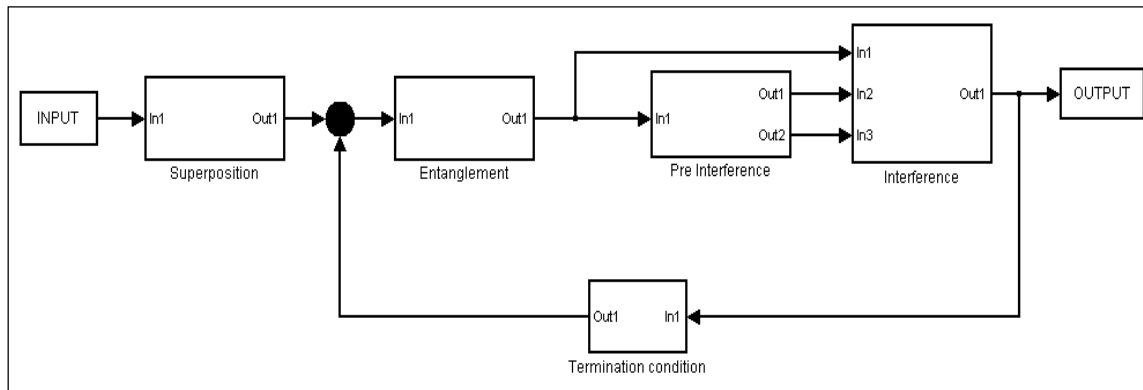 INPUT
In1
Out1
Superposition
In1
Out1
Entanglement
In1
Out1
Out2
Pre Interference
In1
In2
In3
Out1
Interference
OUTPUT
Out1
In1
Termination condition